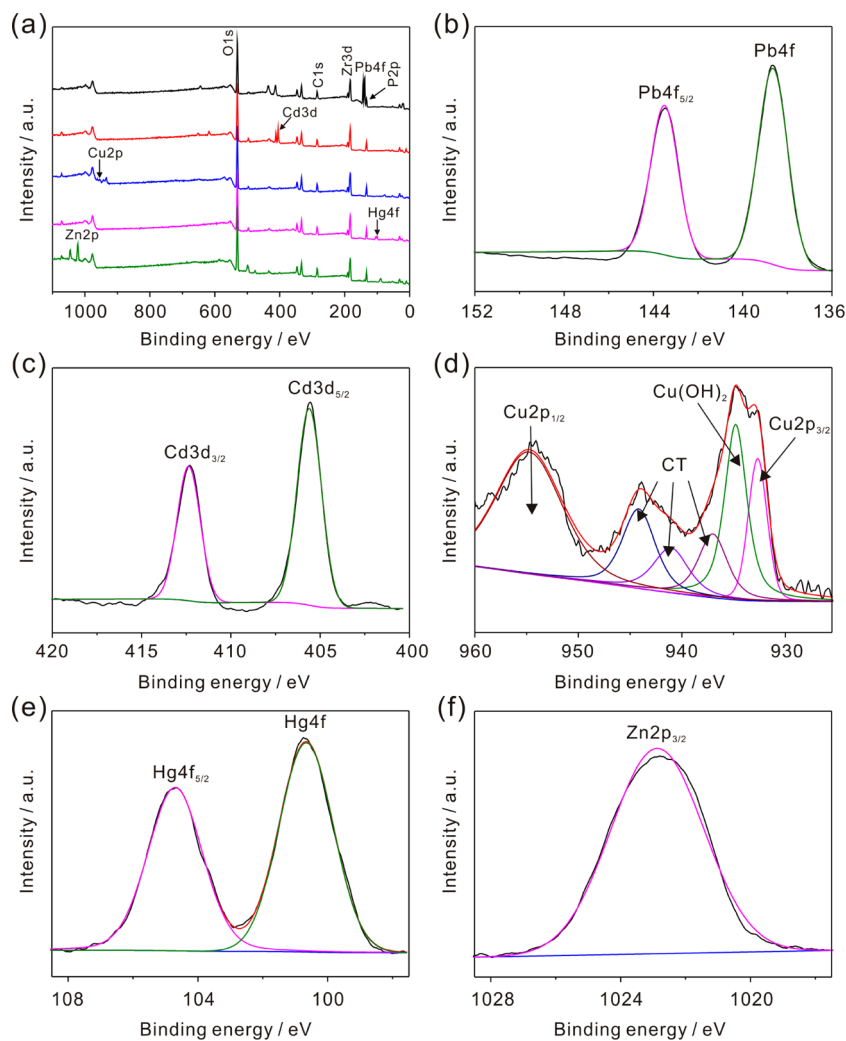 (a)
O1s
C1s
Zr3d
Pb4f
P2p
Cd3d
Cu2p
Hg4f
Zn2p
Intensity / a.u.
1000 800 600 400 200 0
Binding energy / eV
(b)
Pb4f
Pb4f5/2
Intensity / a.u.
152 148 144 140 136
Binding energy / eV
(c)
Cd3d5/2
Cd3d3/2
Intensity / a.u.
420 415 410 405 400
Binding energy / eV
(d)
Cu(OH)2
Cu2p1/2
Cu2p3/2
CT
Intensity / a.u.
960 950 940 930
Binding energy / eV
(e)
Hg4f
Hg4f5/2
Intensity / a.u.
108 104 100
Binding energy / eV
(f)
Zn2p3/2
Intensity / a.u.
1028 1024 1020
Binding energy / eV